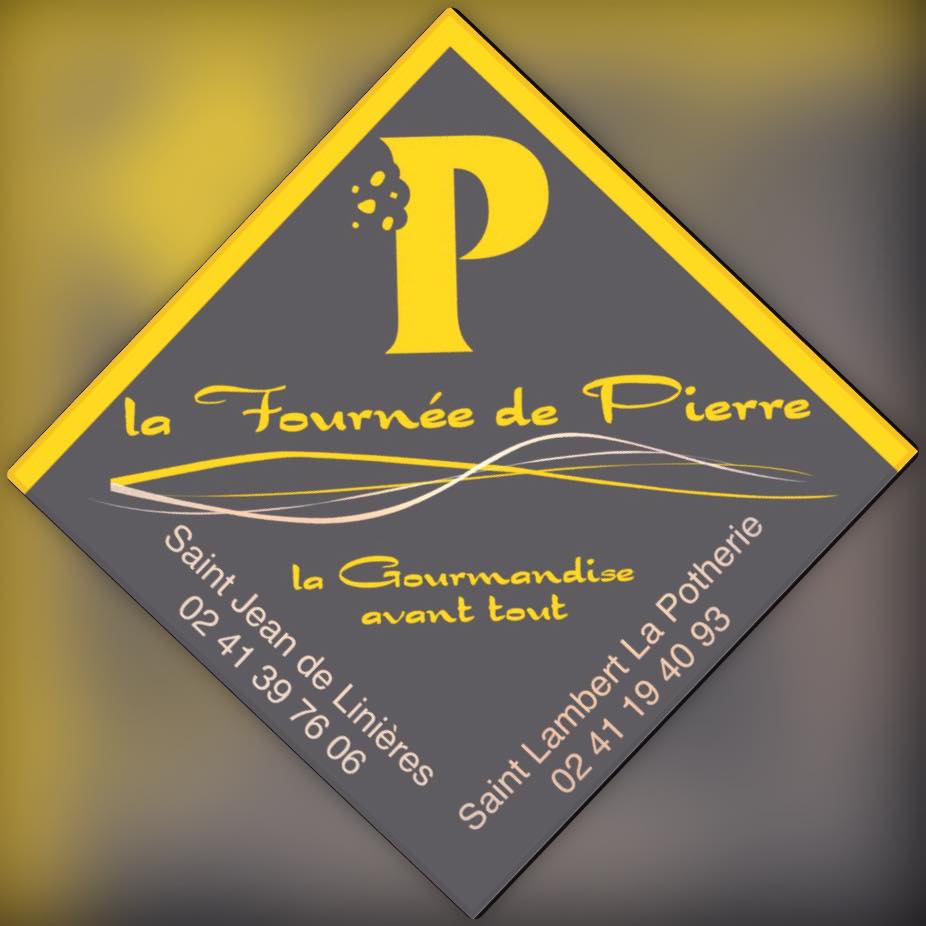 P
la Fournée de Pierre
la Gourmandise
avant tout
Saint Jean de Linières
02 41 39 76 06
Saint Lambert La Potherie
02 41 19 40 93